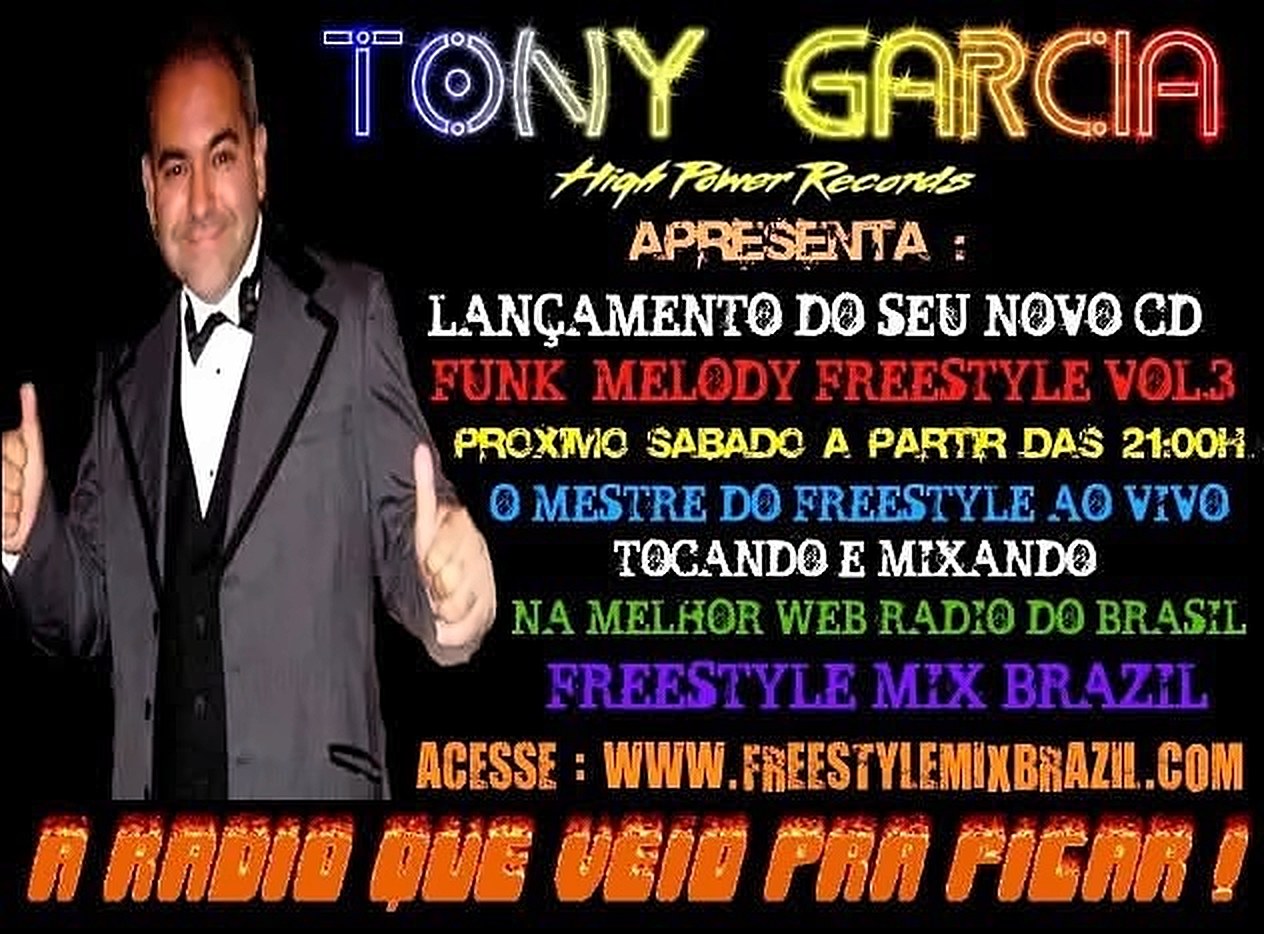 TONY GARCIA
High Power Records
APRESENTA :
LANÇAMENTO DO SEU NOVO CD
FUNK MELODY FREESTYLE VOL.3
PROXIMO SABADO A PARTIR DAS 21:00H.
O MESTRE DO FREESTYLE AO VIVO
TOCANDO E MIXANDO
NA MELHOR WEB RADIO DO BRASIL
FREESTYLE MIX BRAZIL
ACESSE : WWW.FREESTYLEMIXBRAZIL.COM
A RADIO QUE VEIO PRA FICAR !